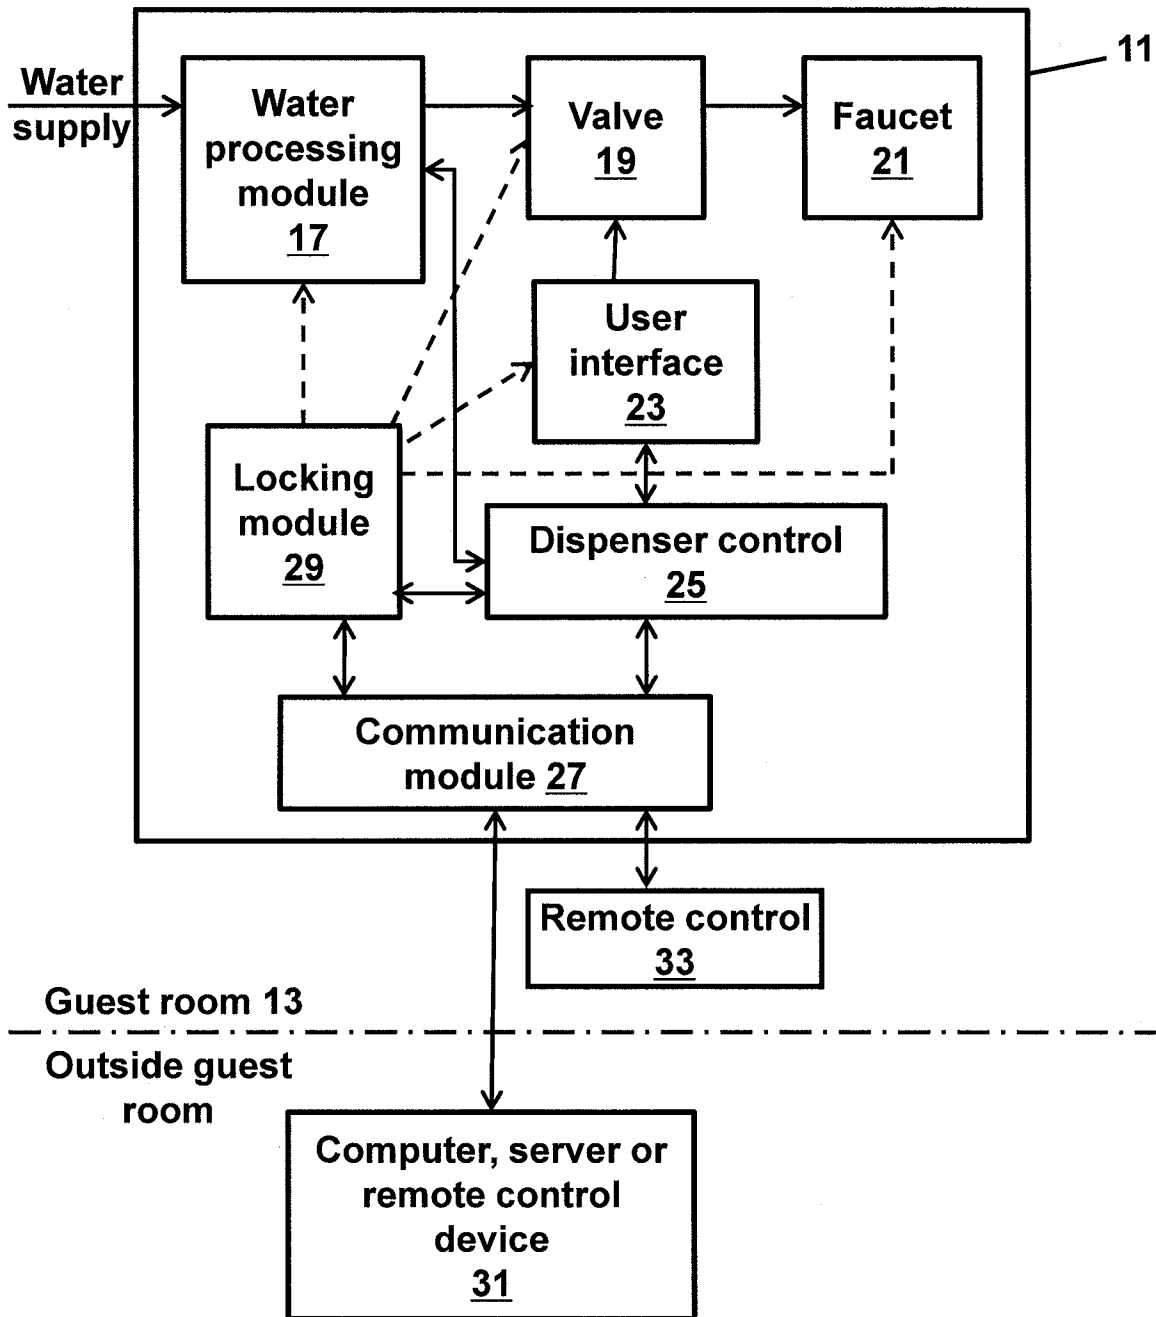 11
Water
supply
Water
processing
module
17
Valve
19
Faucet
21
User
interface
23
Locking
module
29
Dispenser control
25
Communication
module 27
Remote control
33
Guest room 13
Outside guest
room
Computer, server or
remote control
device
31